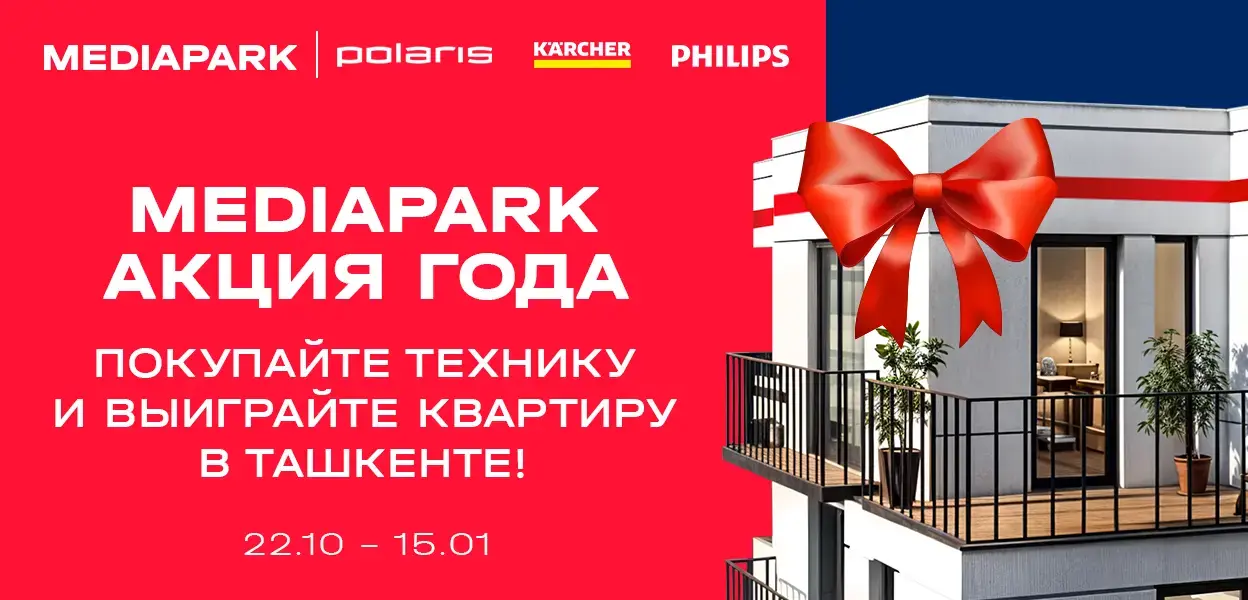 MEDIAPARK polaris KÄRCHER PHILIPS
MEDIAPARK
АКЦИЯ ГОДА
ПОКУПАЙТЕ ТЕХНИКУ
И ВЫИГРАЙТЕ КВАРТИРУ
В ТАШКЕНТЕ!
22.10 – 15.01